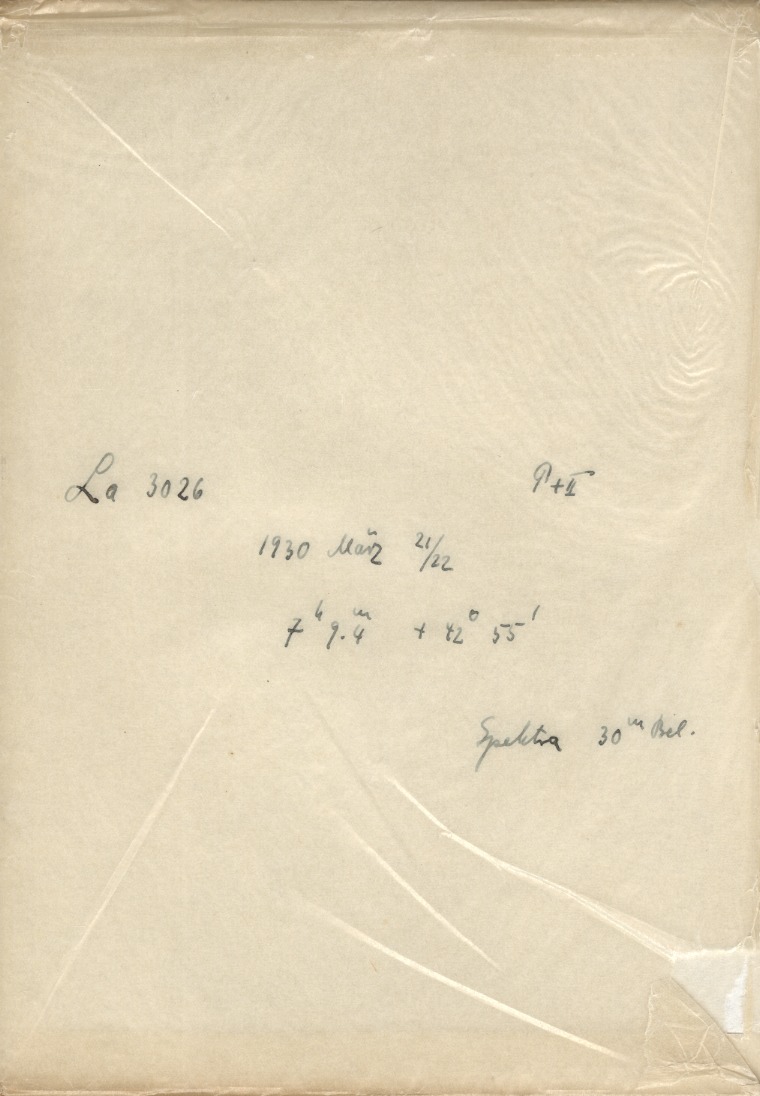 La 3026 P+II
1930 März 21/22
7ʰ 9.4ᵐ + 42° 55'
Spektra 30ᵐ Bel.